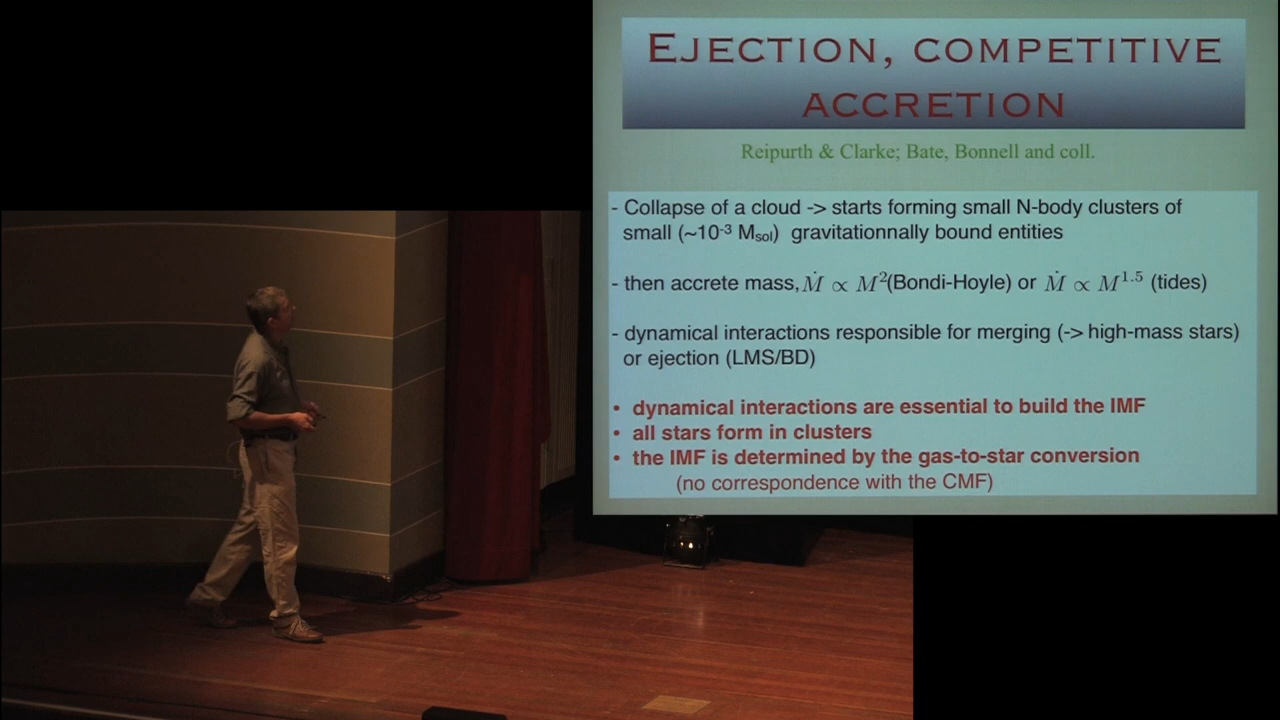 EJECTION, COMPETITIVE
ACCRETION
Reipurth & Clarke; Bate, Bonnell and coll.
- Collapse of a cloud -> starts forming small N-body clusters of
small (~10⁻³ Mₛₒₗ) gravitationnally bound entities
- then accrete mass, Ṁ ∝ M² (Bondi-Hoyle) or Ṁ ∝ M¹·⁵ (tides)
- dynamical interactions responsible for merging (-> high-mass stars)
or ejection (LMS/BD)
• dynamical interactions are essential to build the IMF
• all stars form in clusters
• the IMF is determined by the gas-to-star conversion
(no correspondence with the CMF)